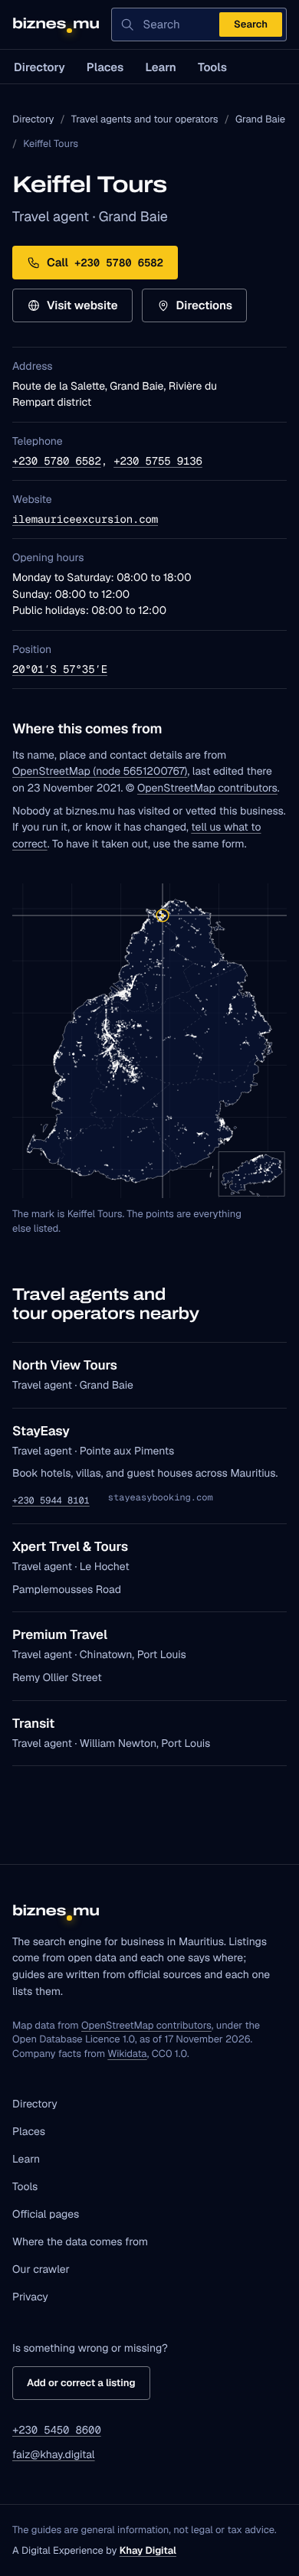 biznes.mu
Search
Search
Directory
Places
Learn
Tools
Directory / Travel agents and tour operators / Grand Baie
/ Keiffel Tours
Keiffel Tours
Travel agent · Grand Baie
Call +230 5780 6582
Visit website
Directions
Address
Route de la Salette, Grand Baie, Rivière du
Rempart district
Telephone
+230 5780 6582, +230 5755 9136
Website
ilemauriceexcursion.com
Opening hours
Monday to Saturday: 08:00 to 18:00
Sunday: 08:00 to 12:00
Public holidays: 08:00 to 12:00
Position
20°01′S 57°35′E
Where this comes from
Its name, place and contact details are from
OpenStreetMap (node 5651200767), last edited there
on 23 November 2021. © OpenStreetMap contributors.
Nobody at biznes.mu has visited or vetted this business.
If you run it, or know it has changed, tell us what to
correct. To have it taken out, use the same form.
The mark is Keiffel Tours. The points are everything
else listed.
Travel agents and
tour operators nearby
North View Tours
Travel agent · Grand Baie
StayEasy
Travel agent · Pointe aux Piments
Book hotels, villas, and guest houses across Mauritius.
+230 5944 8101
stayeasybooking.com
Xpert Trvel & Tours
Travel agent · Le Hochet
Pamplemousses Road
Premium Travel
Travel agent · Chinatown, Port Louis
Remy Ollier Street
Transit
Travel agent · William Newton, Port Louis
biznes.mu
The search engine for business in Mauritius. Listings
come from open data and each one says where;
guides are written from official sources and each one
lists them.
Map data from OpenStreetMap contributors, under the
Open Database Licence 1.0, as of 17 November 2026.
Company facts from Wikidata, CC0 1.0.
Directory
Places
Learn
Tools
Official pages
Where the data comes from
Our crawler
Privacy
Is something wrong or missing?
Add or correct a listing
+230 5450 8600
faiz@khay.digital
The guides are general information, not legal or tax advice.
A Digital Experience by Khay Digital